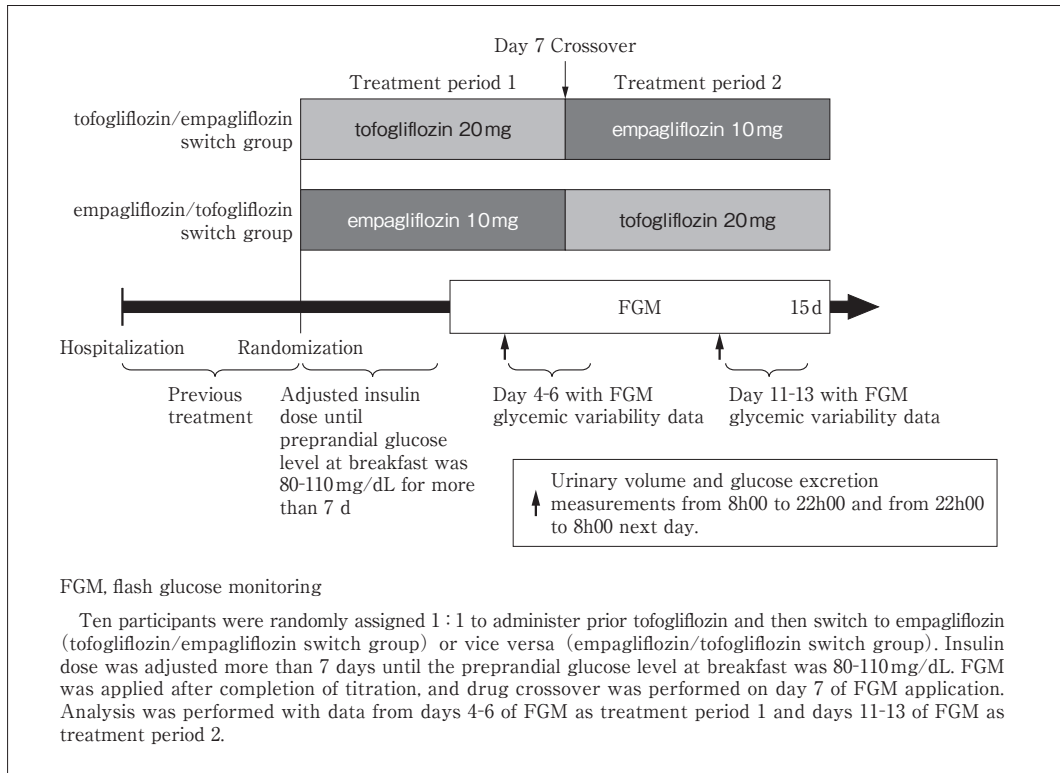 Day 7 Crossover
Treatment period 1
Treatment period 2
tofogliflozin/empagliflozin
switch group
tofogliflozin 20 mg
empagliflozin 10 mg
empagliflozin/tofogliflozin
switch group
empagliflozin 10 mg
tofogliflozin 20 mg
FGM
15 d
Hospitalization
Randomization
Previous
treatment
Adjusted insulin
dose until
preprandial glucose
level at breakfast was
80-110 mg/dL for more
than 7 d
Day 4-6 with FGM
glycemic variability data
Day 11-13 with FGM
glycemic variability data
Urinary volume and glucose excretion
measurements from 8h00 to 22h00 and from 22h00
to 8h00 next day.
FGM, flash glucose monitoring
Ten participants were randomly assigned 1 : 1 to administer prior tofogliflozin and then switch to empagliflozin
(tofogliflozin/empagliflozin switch group) or vice versa (empagliflozin/tofogliflozin switch group). Insulin
dose was adjusted more than 7 days until the preprandial glucose level at breakfast was 80-110 mg/dL. FGM
was applied after completion of titration, and drug crossover was performed on day 7 of FGM application.
Analysis was performed with data from days 4-6 of FGM as treatment period 1 and days 11-13 of FGM as
treatment period 2.